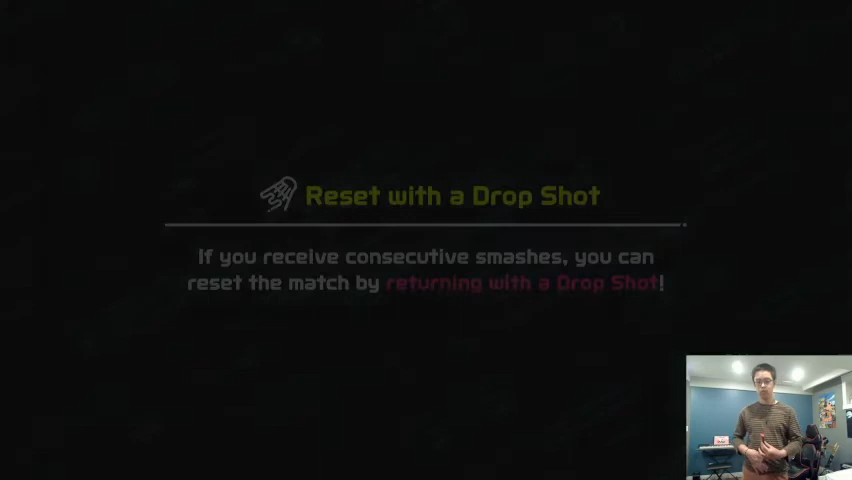 Reset with a Drop Shot
If you receive consecutive smashes, you can
reset the match by returning with a Drop Shot!